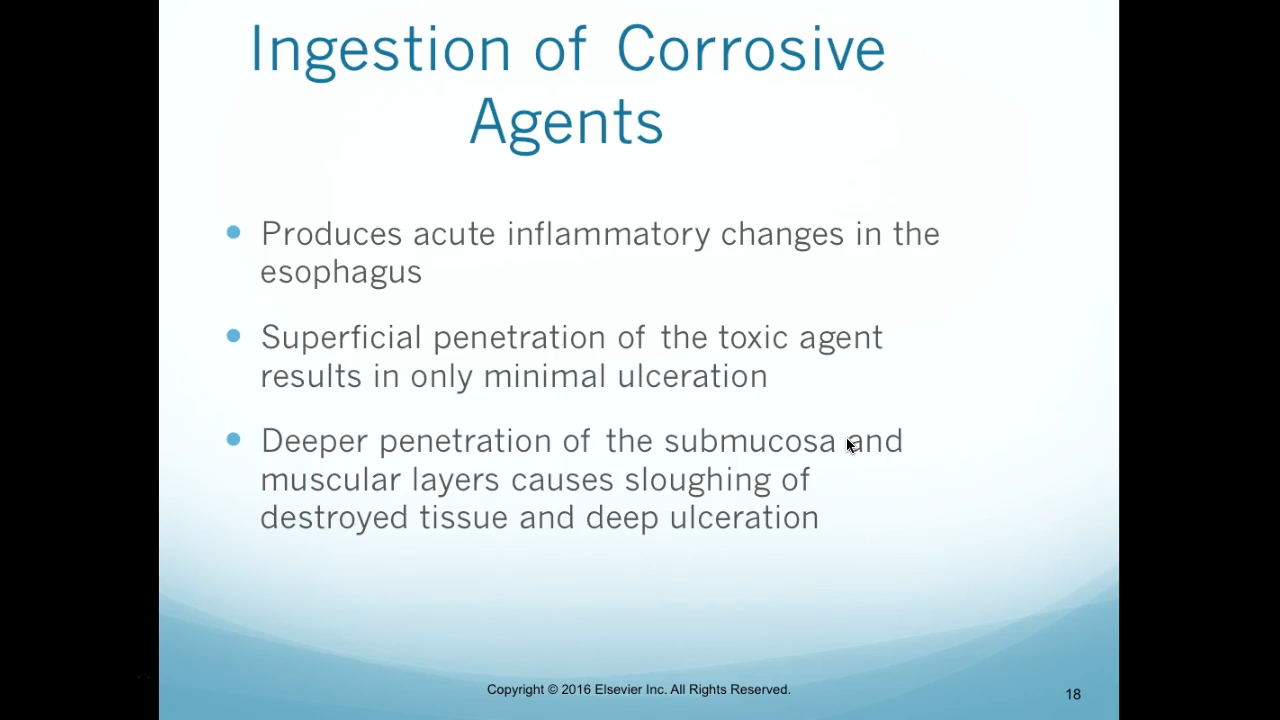 Ingestion of Corrosive
Agents
• Produces acute inflammatory changes in the
esophagus
• Superficial penetration of the toxic agent
results in only minimal ulceration
• Deeper penetration of the submucosa and
muscular layers causes sloughing of
destroyed tissue and deep ulceration
Copyright © 2016 Elsevier Inc. All Rights Reserved.
18